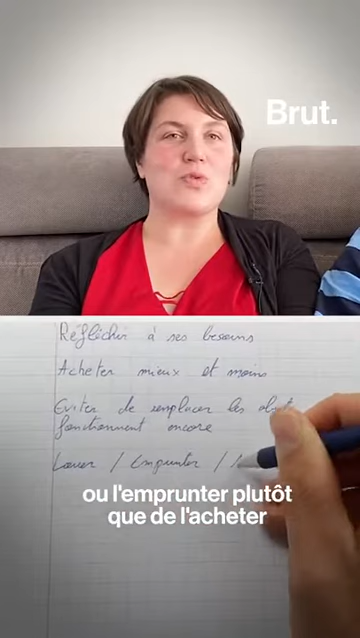 Brut.
Réfléchir à ses besoins
Acheter mieux et moins
Eviter de remplacer les
fonctionnent encore
Louer / Emprunter /
ou l'emprunter plutôt
que de l'acheter